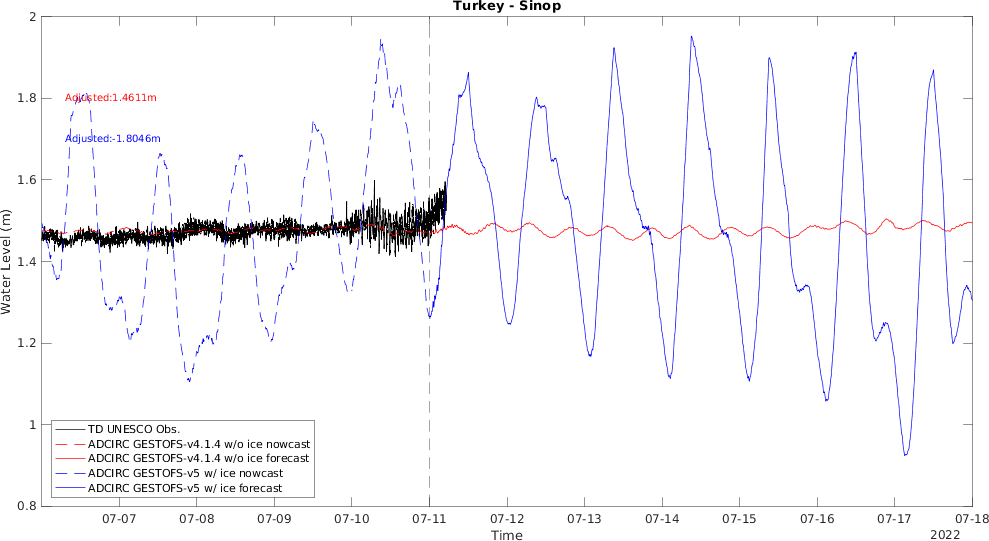 Turkey - Sinop
2
1.8
1.6
1.4
1.2
1
0.8
Water Level (m)
Adjusted:1.4611m
Adjusted:-1.8046m
TD UNESCO Obs.
ADCIRC GESTOFS-v4.1.4 w/o ice nowcast
ADCIRC GESTOFS-v4.1.4 w/o ice forecast
ADCIRC GESTOFS-v5 w/ ice nowcast
ADCIRC GESTOFS-v5 w/ ice forecast
07-07 07-08 07-09 07-10 07-11 07-12 07-13 07-14 07-15 07-16 07-17 07-18
Time
2022